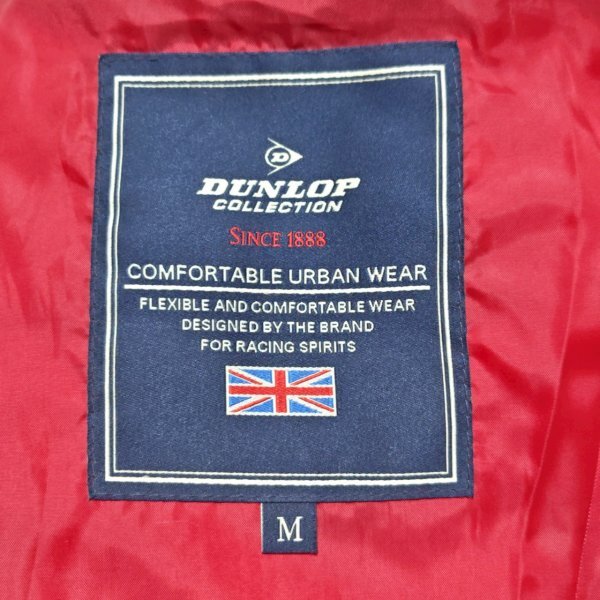 D
DUNLOP
COLLECTION
SINCE 1888
COMFORTABLE URBAN WEAR
FLEXIBLE AND COMFORTABLE WEAR
DESIGNED BY THE BRAND
FOR RACING SPIRITS
M